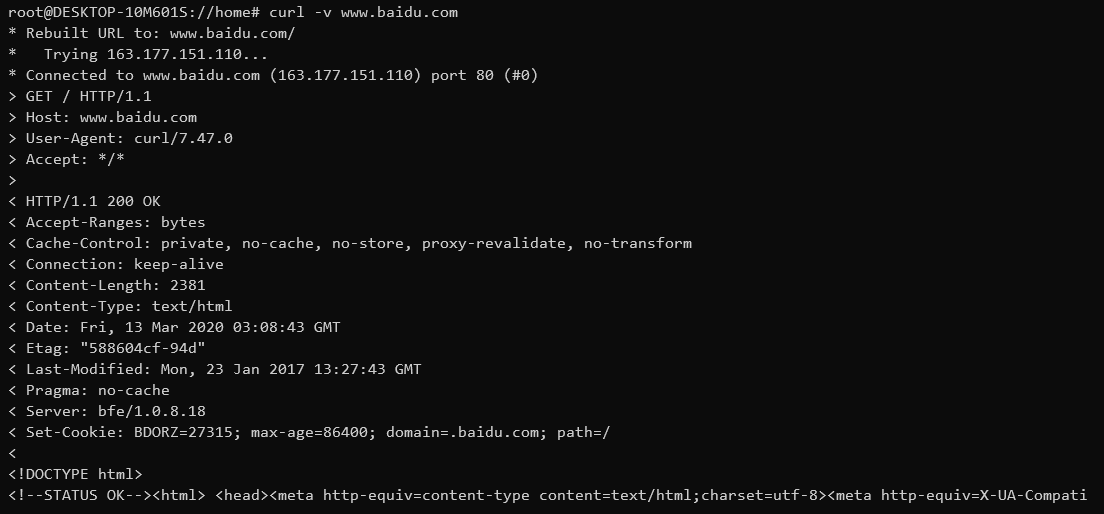 root@DESKTOP-10M601S://home# curl -v www.baidu.com
* Rebuilt URL to: www.baidu.com/
*   Trying 163.177.151.110...
* Connected to www.baidu.com (163.177.151.110) port 80 (#0)
> GET / HTTP/1.1
> Host: www.baidu.com
> User-Agent: curl/7.47.0
> Accept: */*
>
< HTTP/1.1 200 OK
< Accept-Ranges: bytes
< Cache-Control: private, no-cache, no-store, proxy-revalidate, no-transform
< Connection: keep-alive
< Content-Length: 2381
< Content-Type: text/html
< Date: Fri, 13 Mar 2020 03:08:43 GMT
< Etag: "588604cf-94d"
< Last-Modified: Mon, 23 Jan 2017 13:27:43 GMT
< Pragma: no-cache
< Server: bfe/1.0.8.18
< Set-Cookie: BDORZ=27315; max-age=86400; domain=.baidu.com; path=/
<
<!DOCTYPE html>
<!--STATUS OK--><html> <head><meta http-equiv=content-type content=text/html;charset=utf-8><meta http-equiv=X-UA-Compati